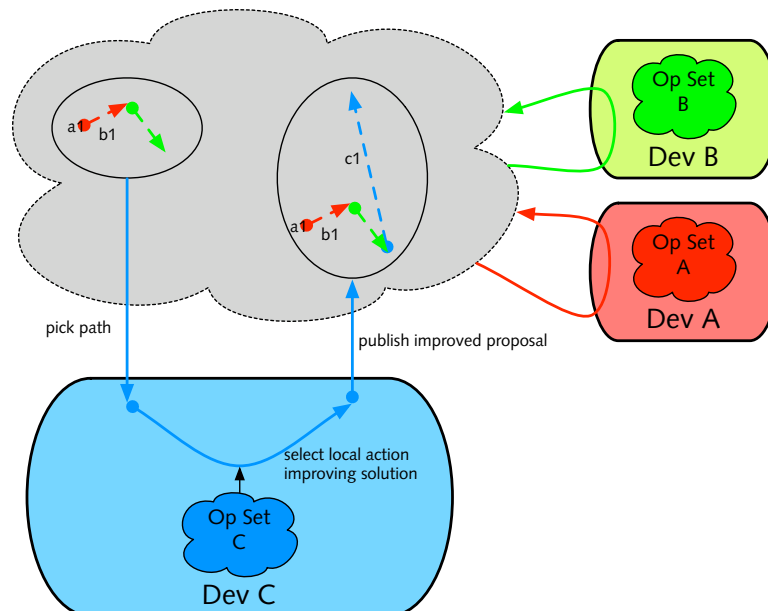 Op Set
B
Dev B
a1
b1
c1
a1
b1
Op Set
A
Dev A
pick path
publish improved proposal
select local action
improving solution
Op Set
C
Dev C